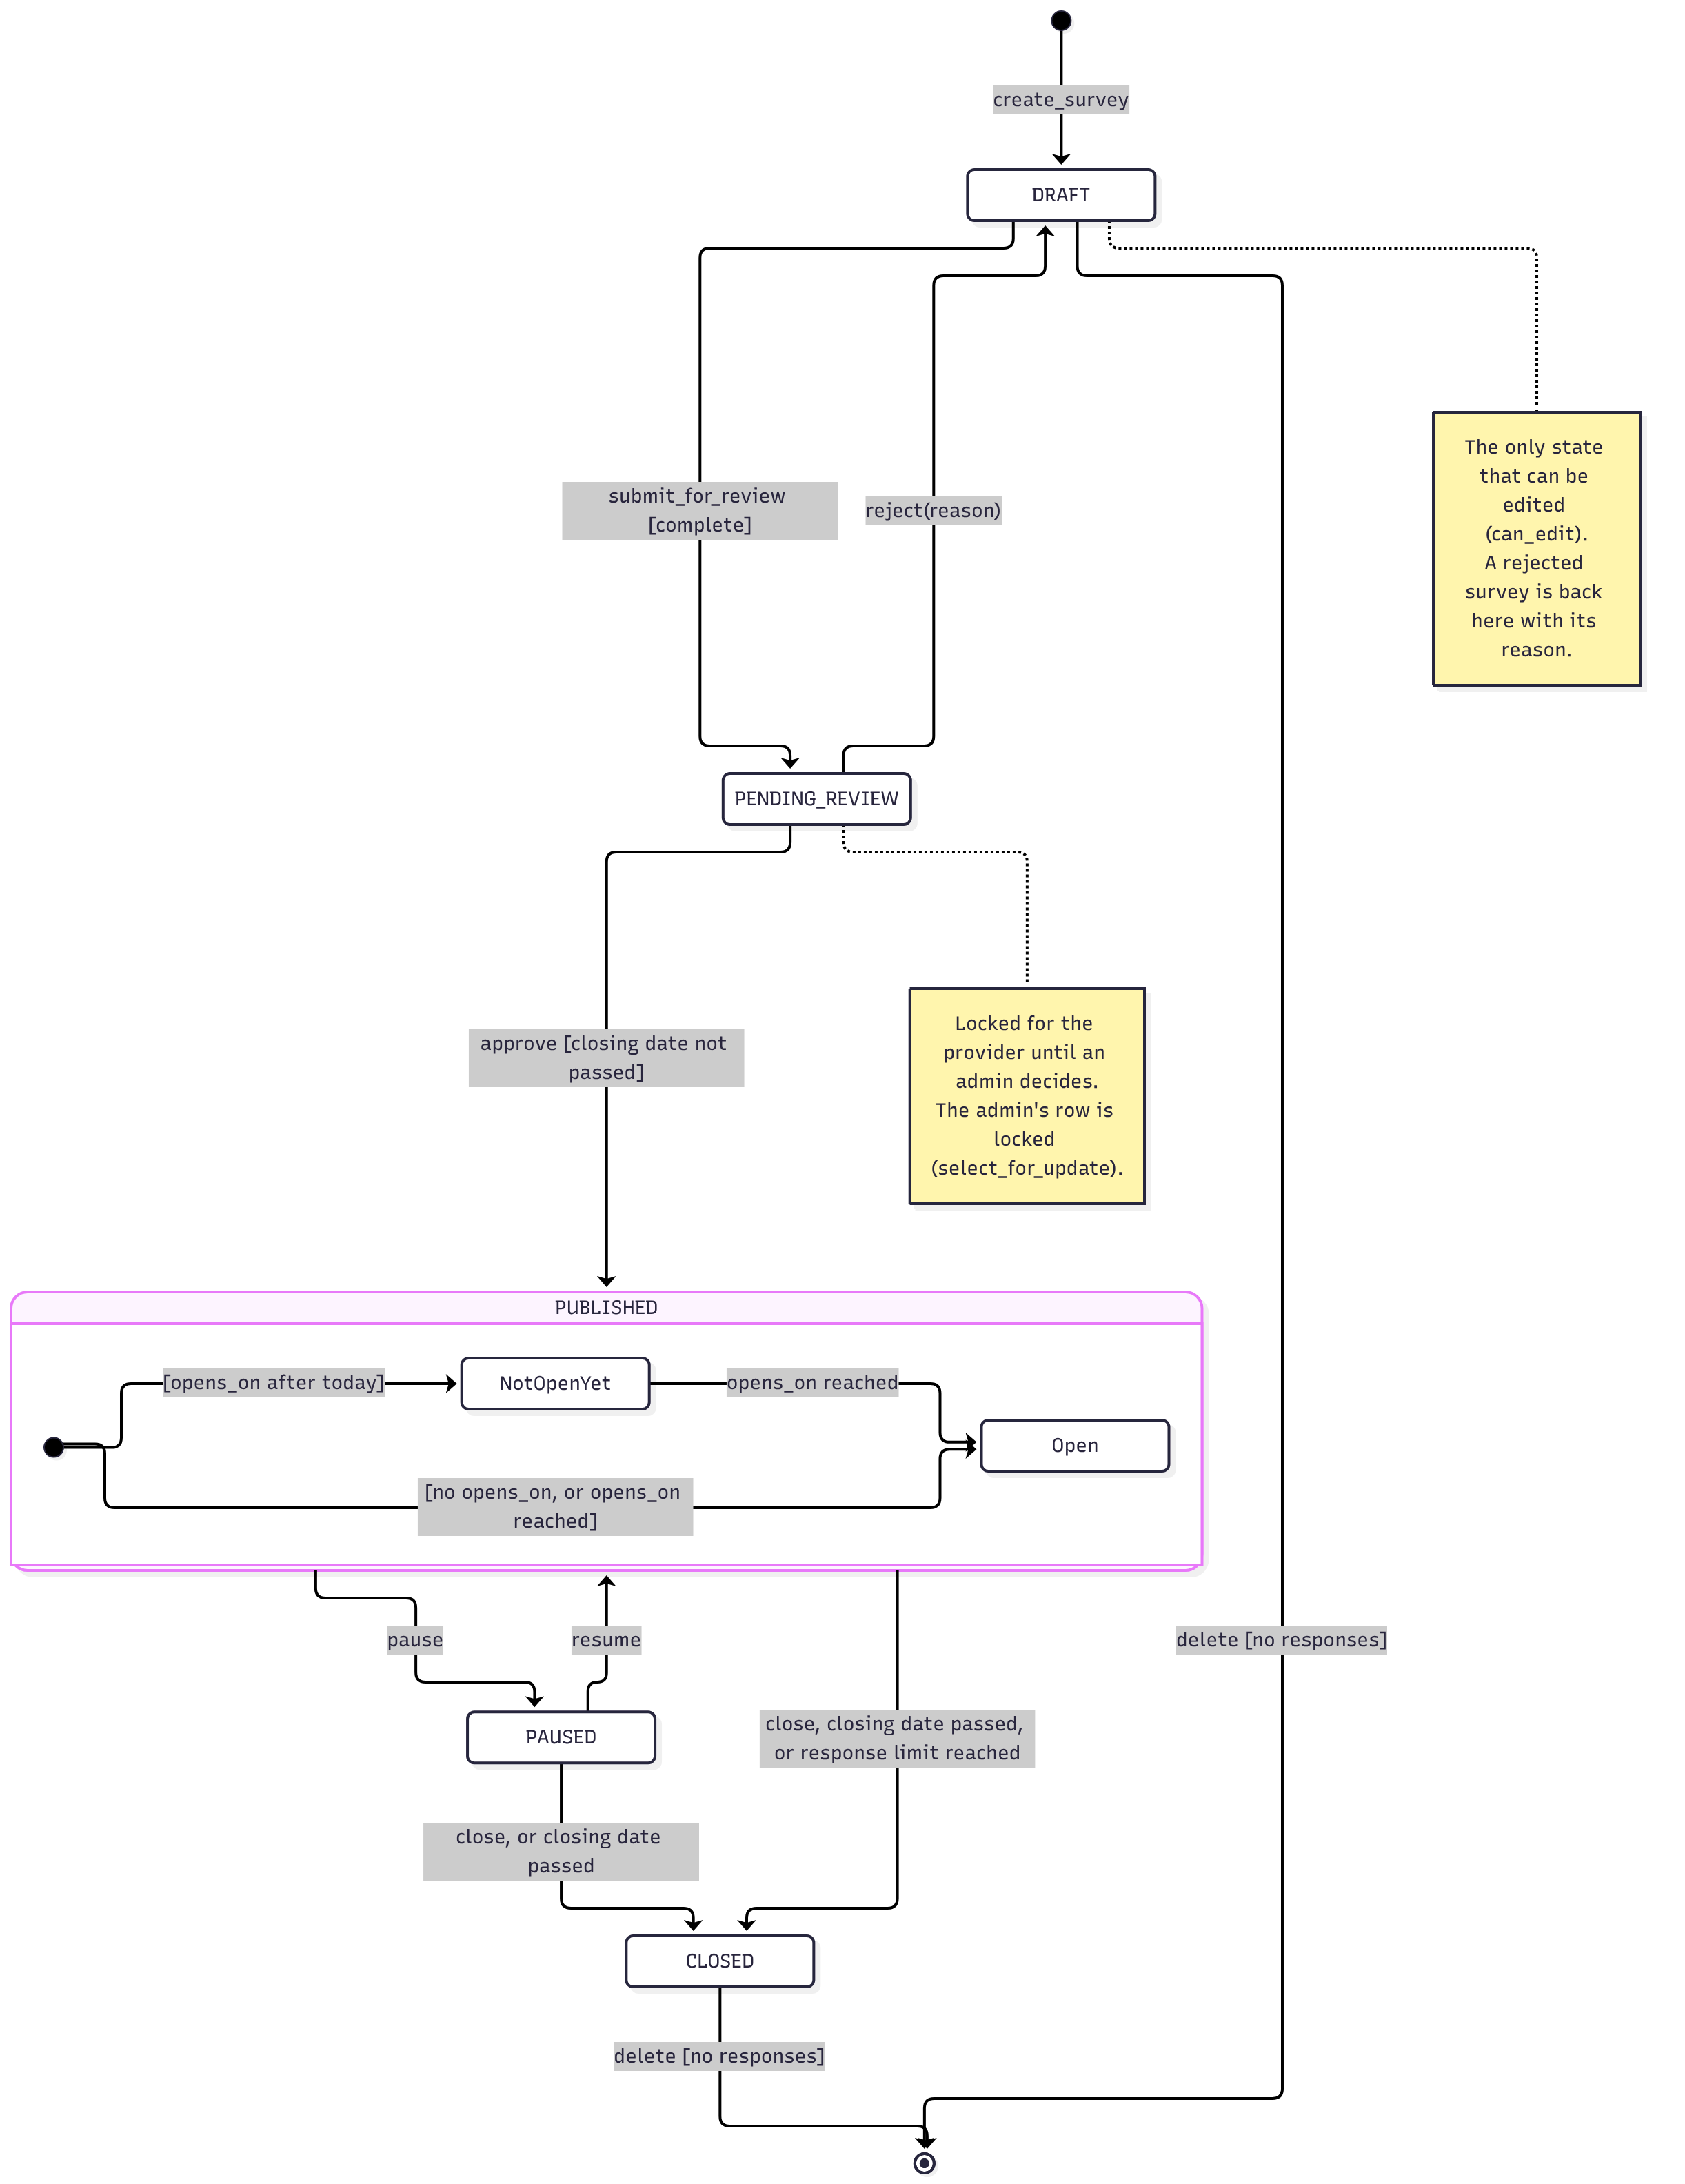 create_survey
DRAFT
submit_for_review
[complete]
reject(reason)
The only state
that can be
edited
(can_edit).
A rejected
survey is back
here with its
reason.
PENDING_REVIEW
approve [closing date not
passed]
Locked for the
provider until an
admin decides.
The admin's row is
locked
(select_for_update).
PUBLISHED
[opens_on after today]
NotOpenYet
opens_on reached
Open
[no opens_on, or opens_on
reached]
pause
resume
delete [no responses]
PAUSED
close, closing date passed,
or response limit reached
close, or closing date
passed
CLOSED
delete [no responses]